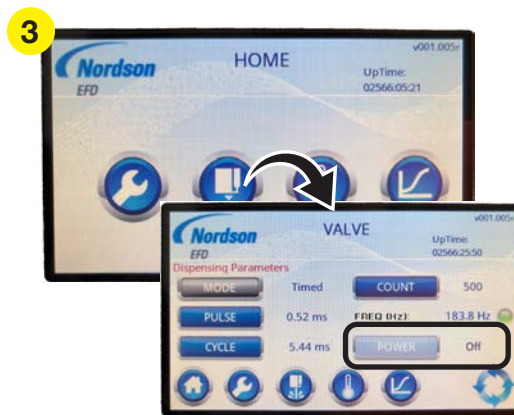 3
Nordson
EFD
HOME
v001.005r
UpTime:
02566:05:21
Nordson
EFD
VALVE
v001.005r
UpTime:
02566:25:50
Dispensing Parameters
MODE Timed COUNT 500
PULSE 0.52 ms FREQ (Hz): 183.8 Hz
CYCLE 5.44 ms POWER Off